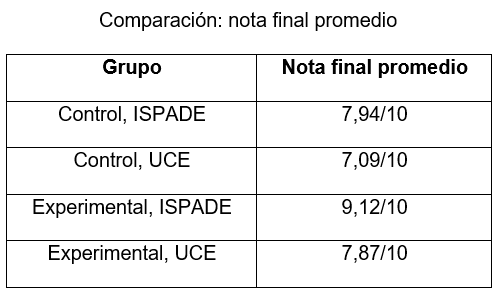 Comparación: nota final promedio
Grupo Nota final promedio
Control, ISPADE 7,94/10
Control, UCE 7,09/10
Experimental, ISPADE 9,12/10
Experimental, UCE 7,87/10